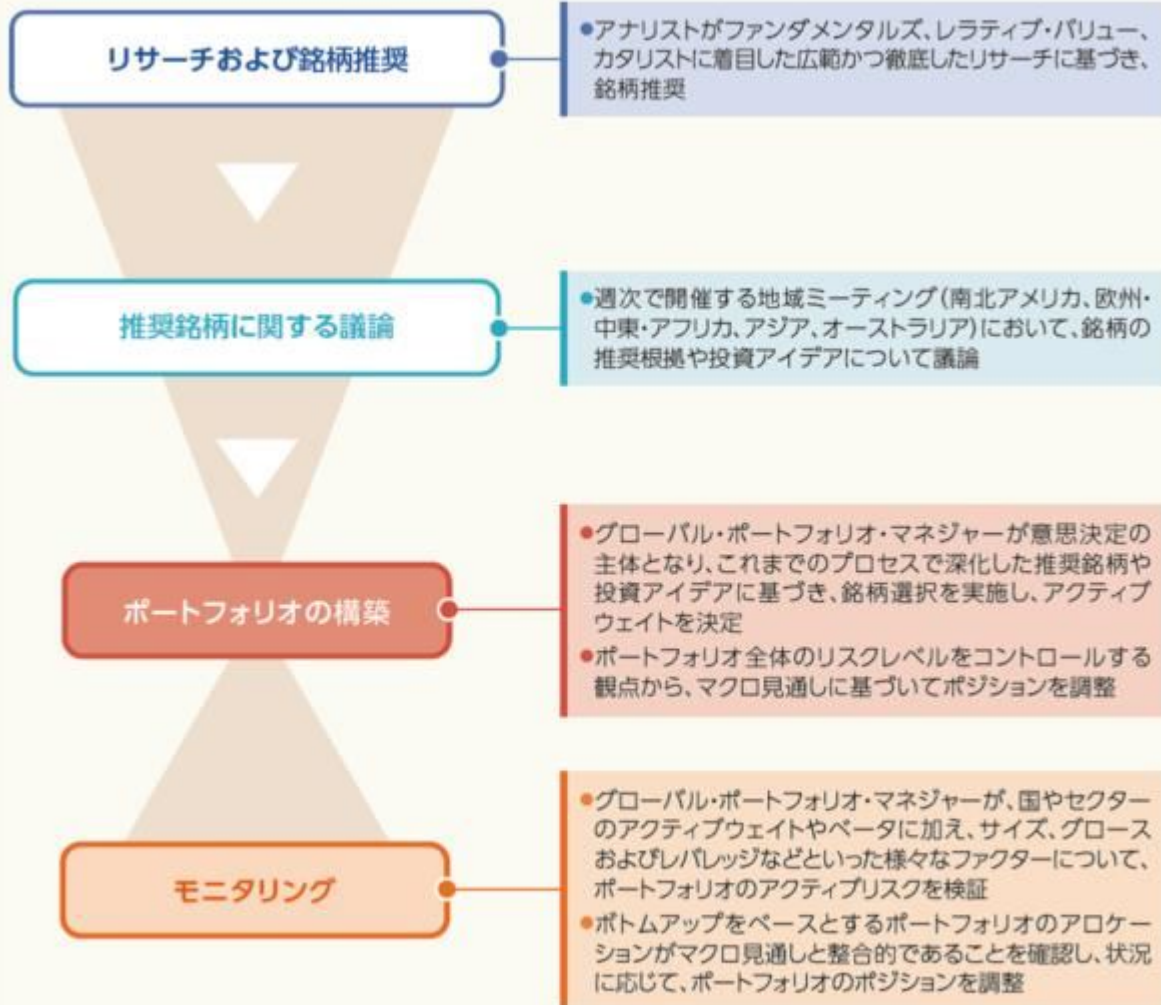 リサーチおよび銘柄推奨
●アナリストがファンダメンタルズ、レラティブ・バリュー、
カタリストに着目した広範かつ徹底したリサーチに基づき、
銘柄推奨
推奨銘柄に関する議論
●週次で開催する地域ミーティング(南北アメリカ、欧州・
中東・アフリカ、アジア、オーストラリア)において、銘柄の
推奨根拠や投資アイデアについて議論
ポートフォリオの構築
●グローバル・ポートフォリオ・マネジャーが意思決定の
主体となり、これまでのプロセスで深化した推奨銘柄や
投資アイデアに基づき、銘柄選択を実施し、アクティブ
ウェイトを決定
●ポートフォリオ全体のリスクレベルをコントロールする
観点から、マクロ見通しに基づいてポジションを調整
モニタリング
●グローバル・ポートフォリオ・マネジャーが、国やセクター
のアクティブウェイトやベータに加え、サイズ、グロース
およびレバレッジなどといった様々なファクターについて、
ポートフォリオのアクティブリスクを検証
●ボトムアップをベースとするポートフォリオのアロケー
ションがマクロ見通しと整合的であることを確認し、状況
に応じて、ポートフォリオのポジションを調整